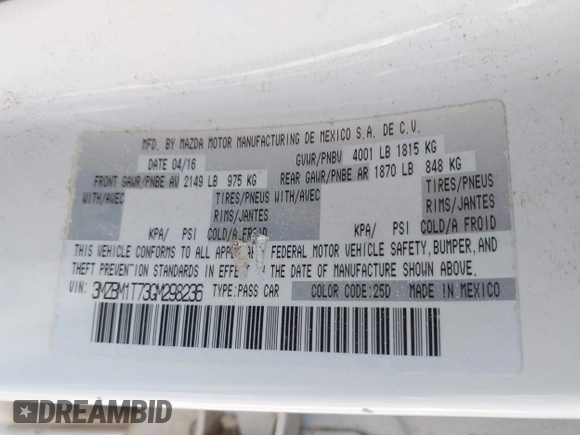 MFD. BY MAZDA MOTOR MANUFACTURING DE MEXICO S.A. DE C.V.
DATE 04/16 GVWR/PNBV 4001 LB 1815 KG
FRONT GAWR/PNBE AV 2149 LB 975 KG REAR GAWR/PNBE AR 1870 LB 848 KG
WITH/AVEC TIRES/PNEUS WITH/AVEC TIRES/PNEUS
RIMS/JANTES RIMS/JANTES
KPA/ PSI COLD/A FROID KPA/ PSI COLD/A FROID
THIS VEHICLE CONFORMS TO ALL FEDERAL MOTOR VEHICLE SAFETY, BUMPER, AND
THEFT PREVENTION STANDARDS IN THE DATE OF MANUFACTURE SHOWN ABOVE.
VIN: 3MZBM1T73GM298236 TYPE:PASS CAR COLOR CODE:25D MADE IN MEXICO
DREAMBID